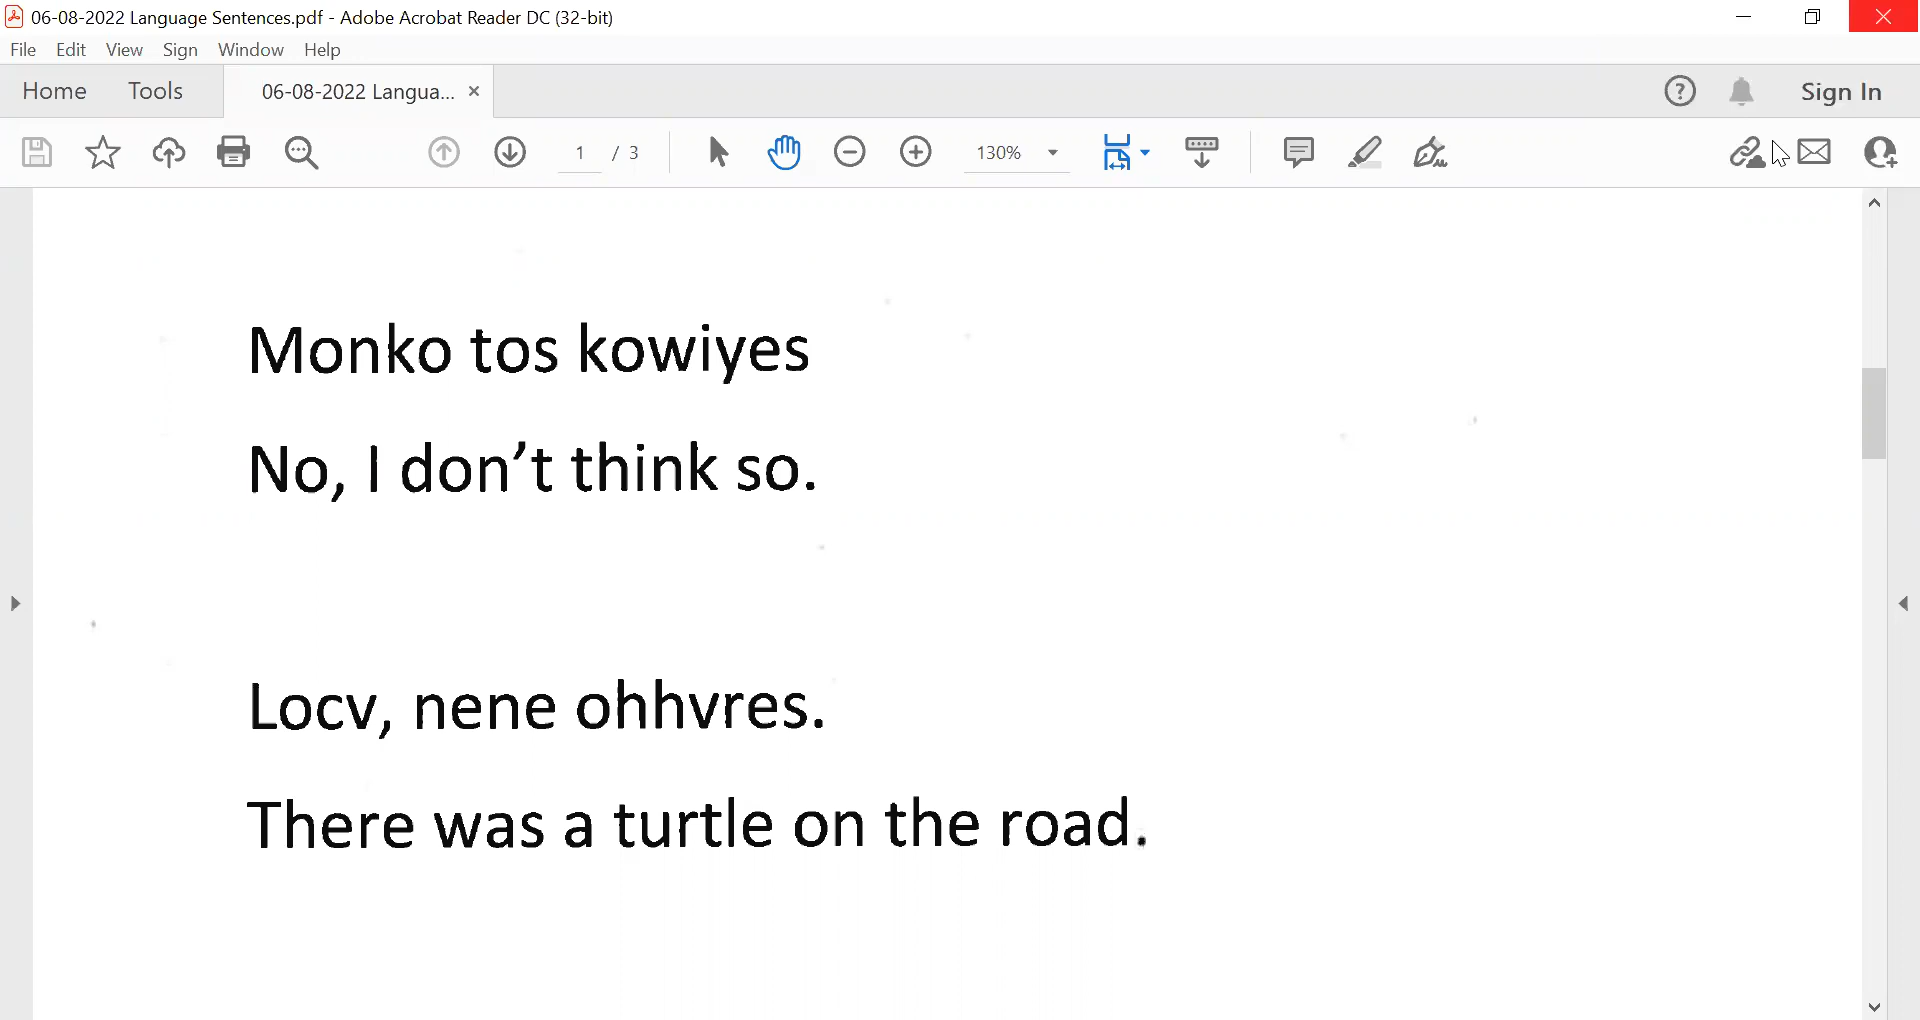 06-08-2022 Language Sentences.pdf - Adobe Acrobat Reader DC (32-bit)
File Edit View Sign Window Help
Home Tools 06-08-2022 Langua... Sign In
1 / 3 130%
Monko tos kowiyes
No, I don't think so.
Locv, nene ohhvres.
There was a turtle on the road.